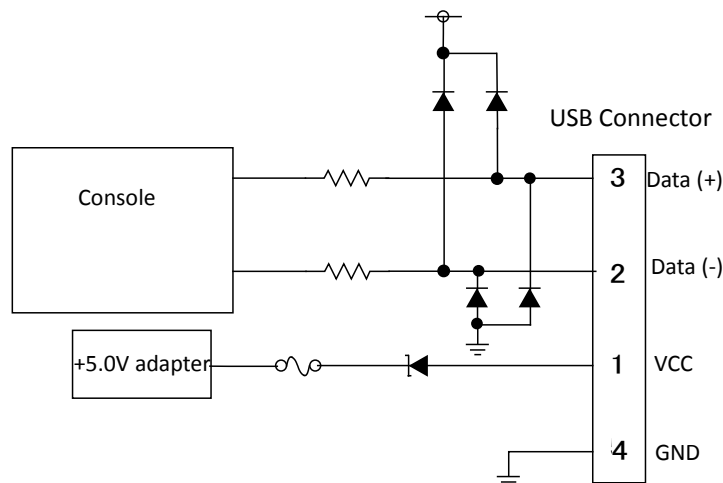 USB Connector
Console
3 Data (+)
2 Data (-)
+5.0V adapter
1 VCC
4 GND